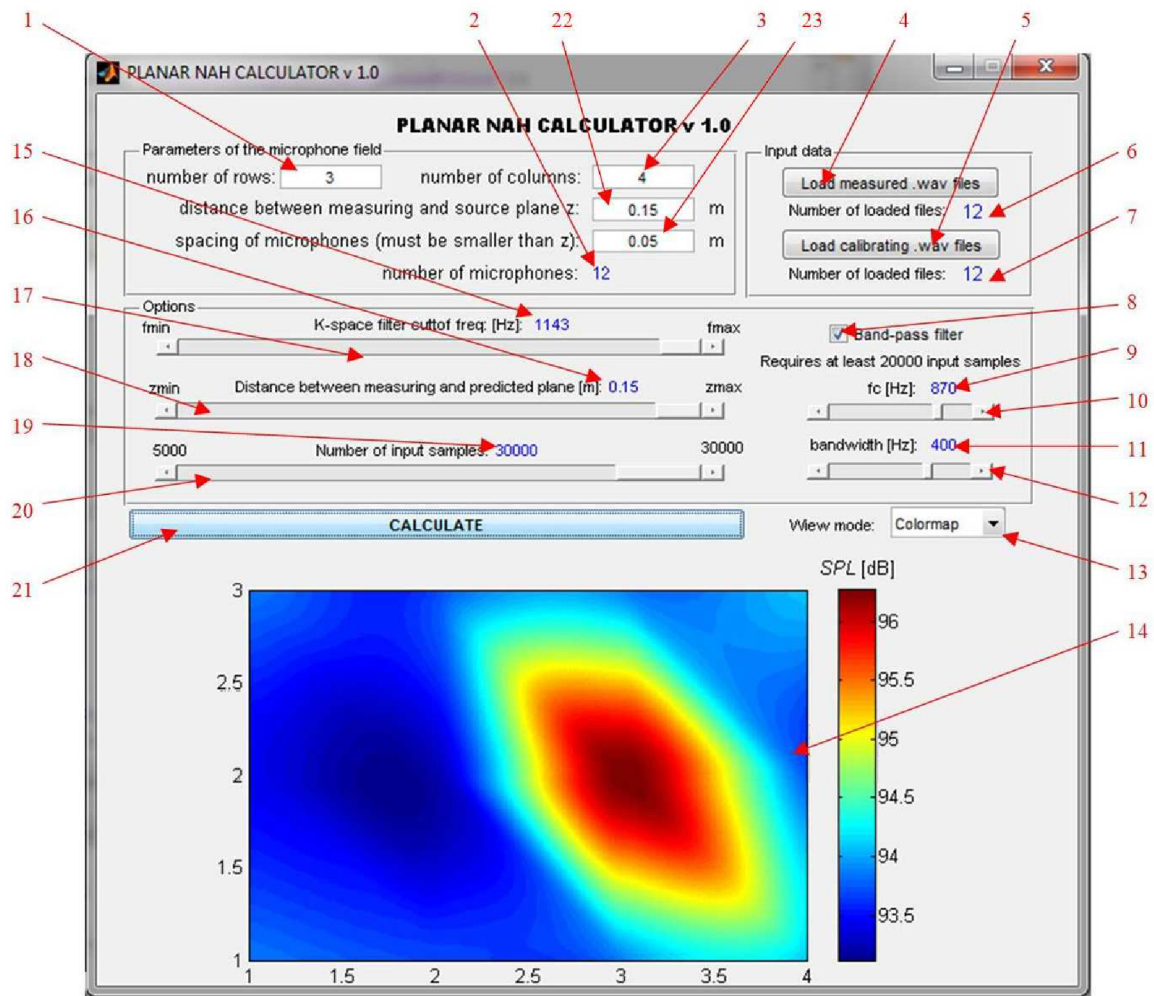 1 2 22 3 23 4 5
PLANAR NAH CALCULATOR v 1.0
PLANAR NAH CALCULATOR v 1.0
15
Parameters of the microphone field
number of rows: 3 number of columns: 4
16
distance between measuring and source plane z: 0.15 m
spacing of microphones (must be smaller than z): 0.05 m
number of microphones: 12
Input data
Load measured .wav files
Number of loaded files: 12
6
Load calibrating .wav files
Number of loaded files: 12
7
17
Options
fmin K-space filter cuttof freq: [Hz]: 1143 fmax
18
zmin Distance between measuring and predicted plane [m]: 0.15 zmax
19
5000 Number of input samples: 30000 30000
20
8
Band-pass filter
Requires at least 20000 input samples
9
fc [Hz]: 870
10
bandwidth [Hz]: 400
11
12
CALCULATE
21
Wiew mode: Colormap
13
SPL [dB]
14
3
2.5
2
1.5
1
1 1.5 2 2.5 3 3.5 4
96
95.5
95
94.5
94
93.5